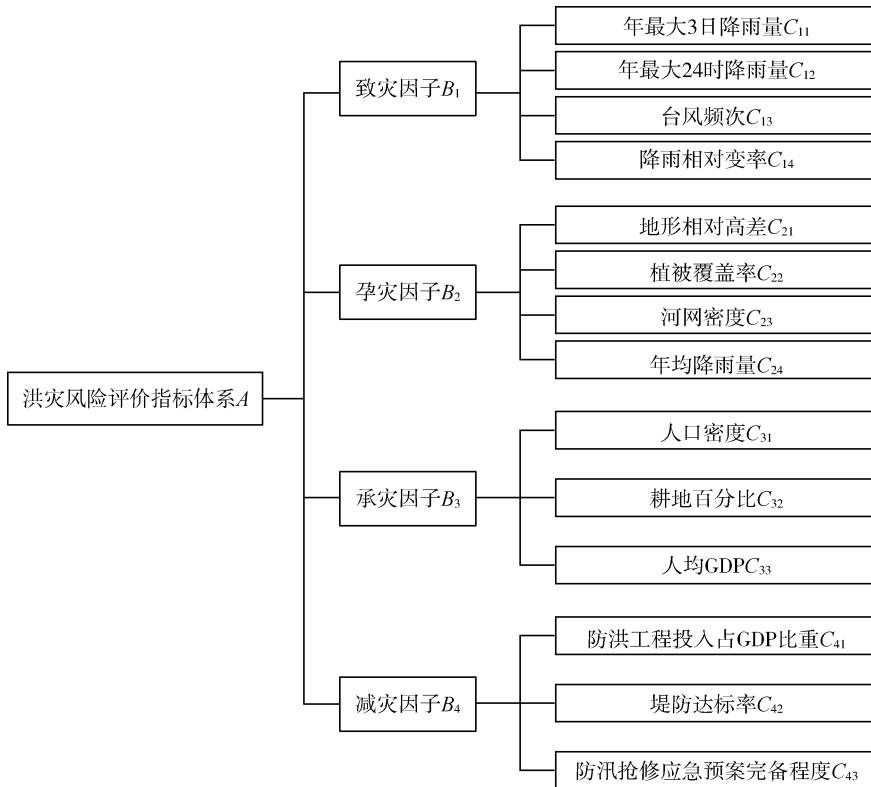 年最大3日降雨量C₁₁
年最大24时降雨量C₁₂
致灾因子B₁
台风频次C₁₃
降雨相对变率C₁₄
地形相对高差C₂₁
植被覆盖率C₂₂
孕灾因子B₂
河网密度C₂₃
年均降雨量C₂₄
洪灾风险评价指标体系A
人口密度C₃₁
承灾因子B₃
耕地百分比C₃₂
人均GDPC₃₃
防洪工程投入占GDP比重C₄₁
减灾因子B₄
堤防达标率C₄₂
防汛抢修应急预案完备程度C₄₃